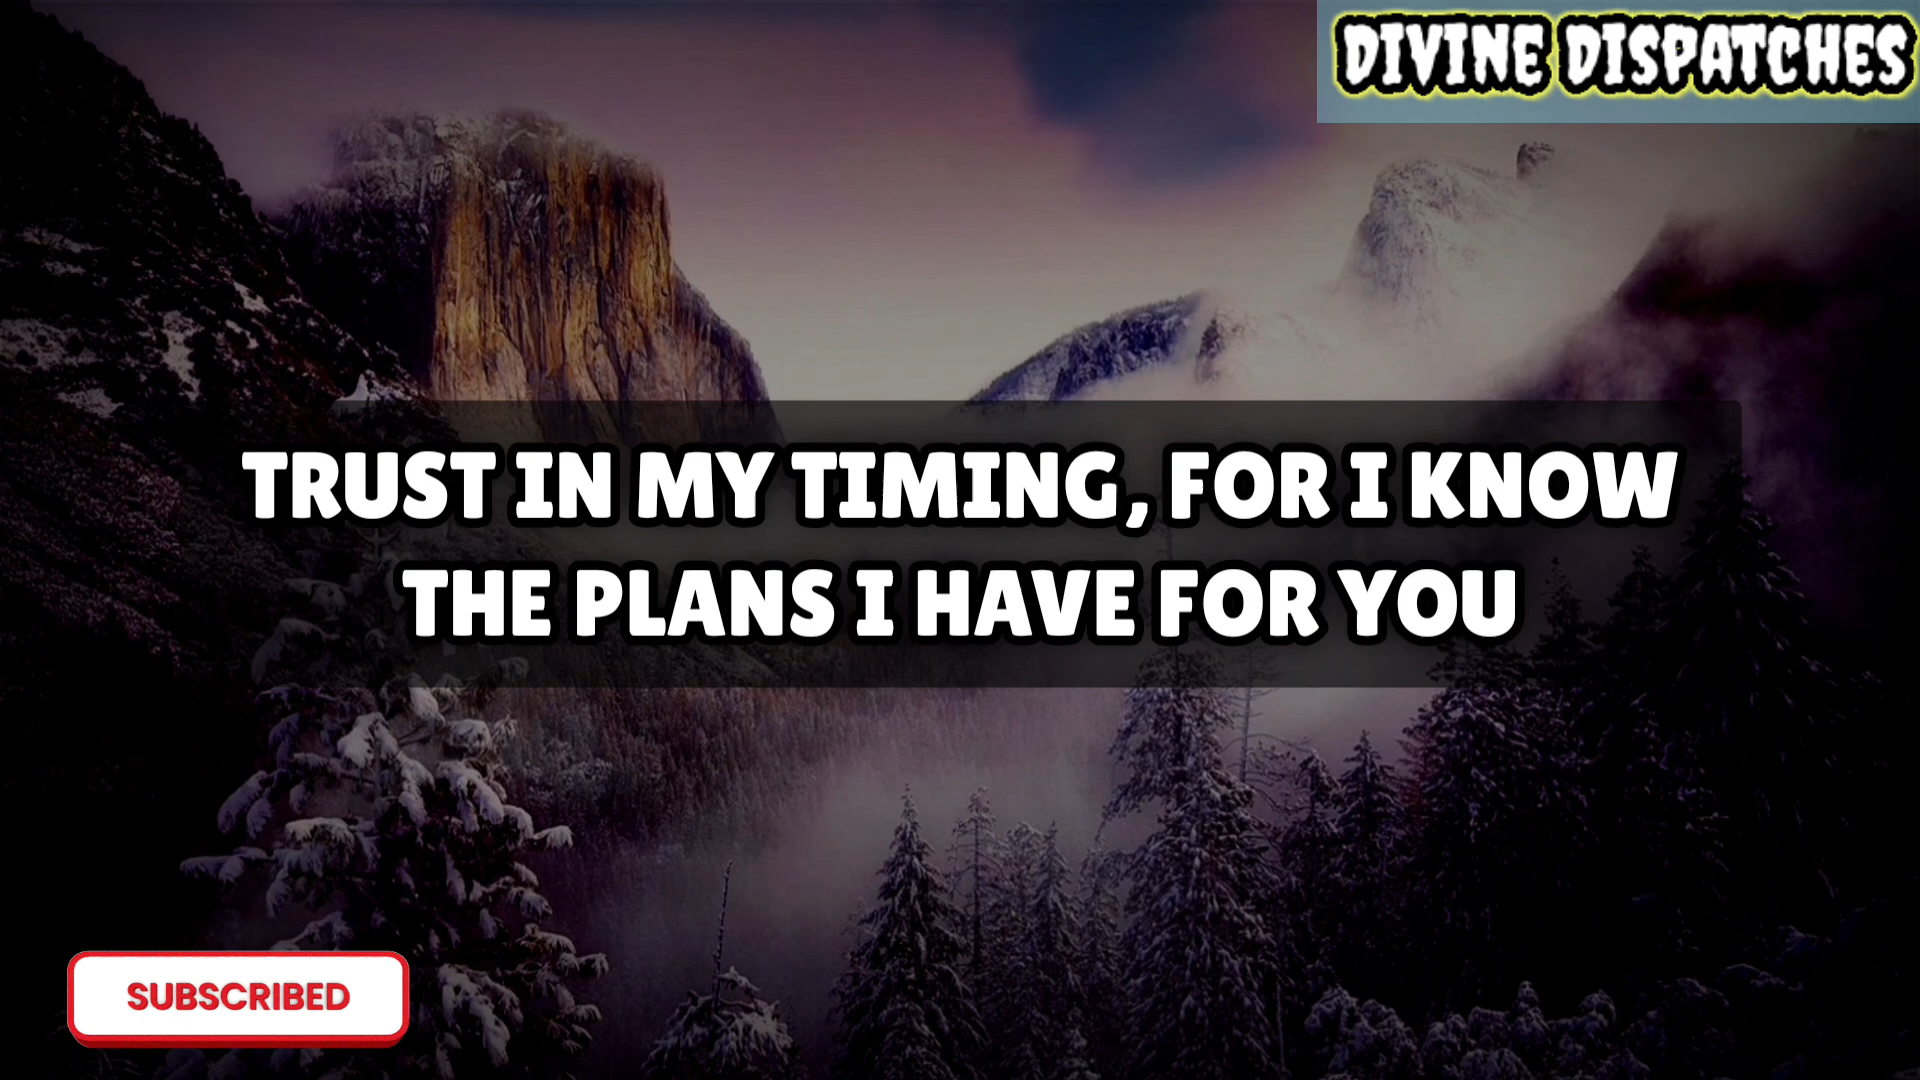 DIVINE DISPATCHES
TRUST IN MY TIMING, FOR I KNOW
THE PLANS I HAVE FOR YOU
SUBSCRIBED